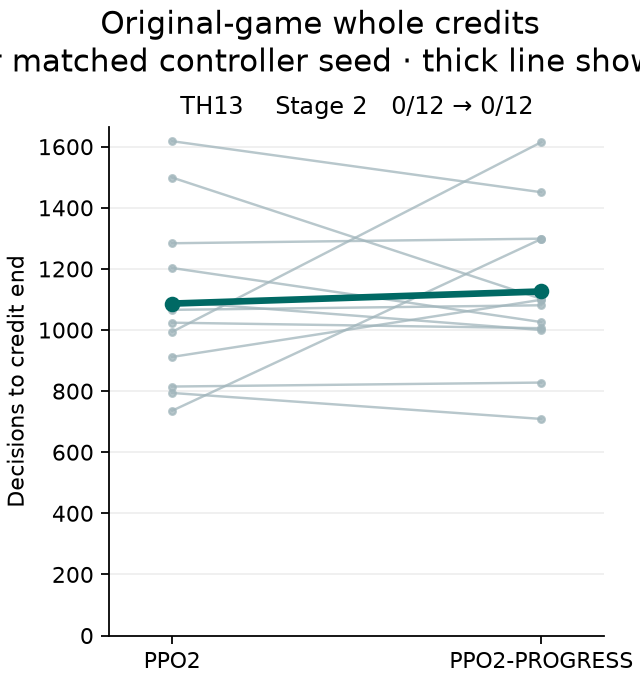 Original-game whole credits
matched controller seed · thick line
TH13 Stage 2 0/12 → 0/12
1600
1400
1200
1000
800
600
400
200
0
Decisions to credit end
PPO2
PPO2-PROGRESS